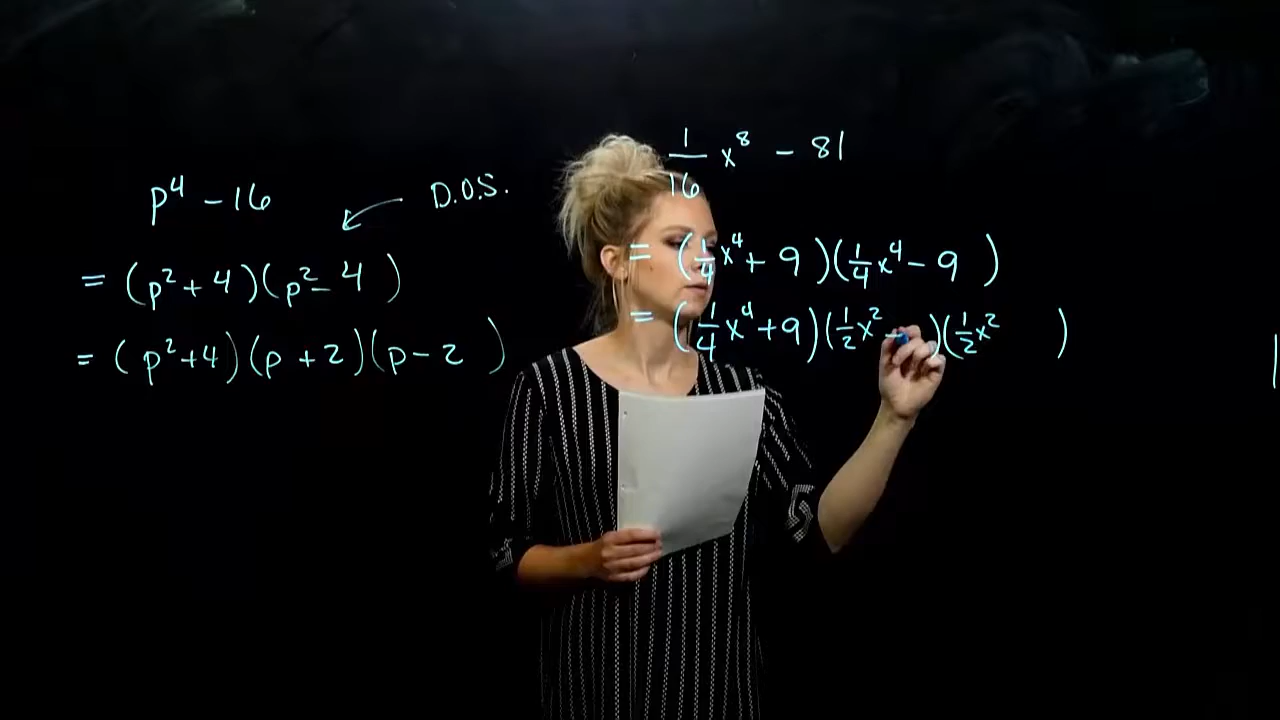 p⁴ - 16
D.O.S.
= (p² + 4)(p² - 4)
= (p² + 4)(p + 2)(p - 2)
1/16 x⁸ - 81
= (1/4 x⁴ + 9)(1/4 x⁴ - 9)
= (1/4 x⁴ + 9)(1/2 x² )(1/2 x² )